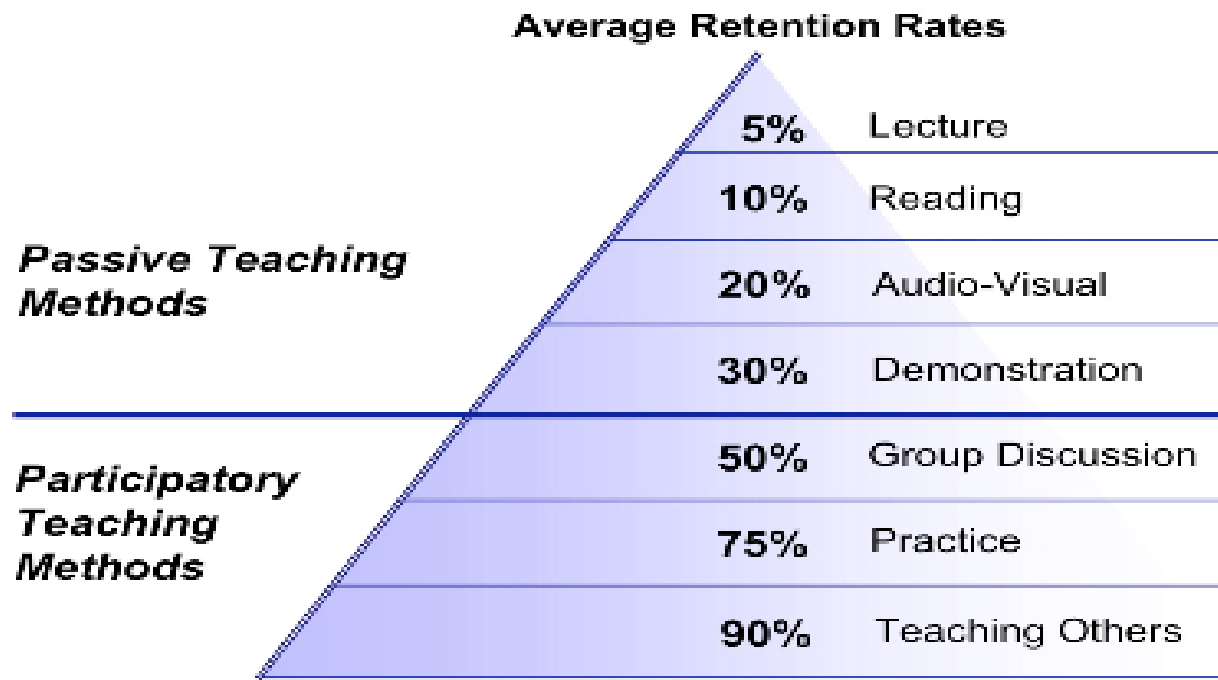 Average Retention Rates
5% Lecture
10% Reading
Passive Teaching
Methods
20% Audio-Visual
30% Demonstration
Participatory
Teaching
Methods
50% Group Discussion
75% Practice
90% Teaching Others